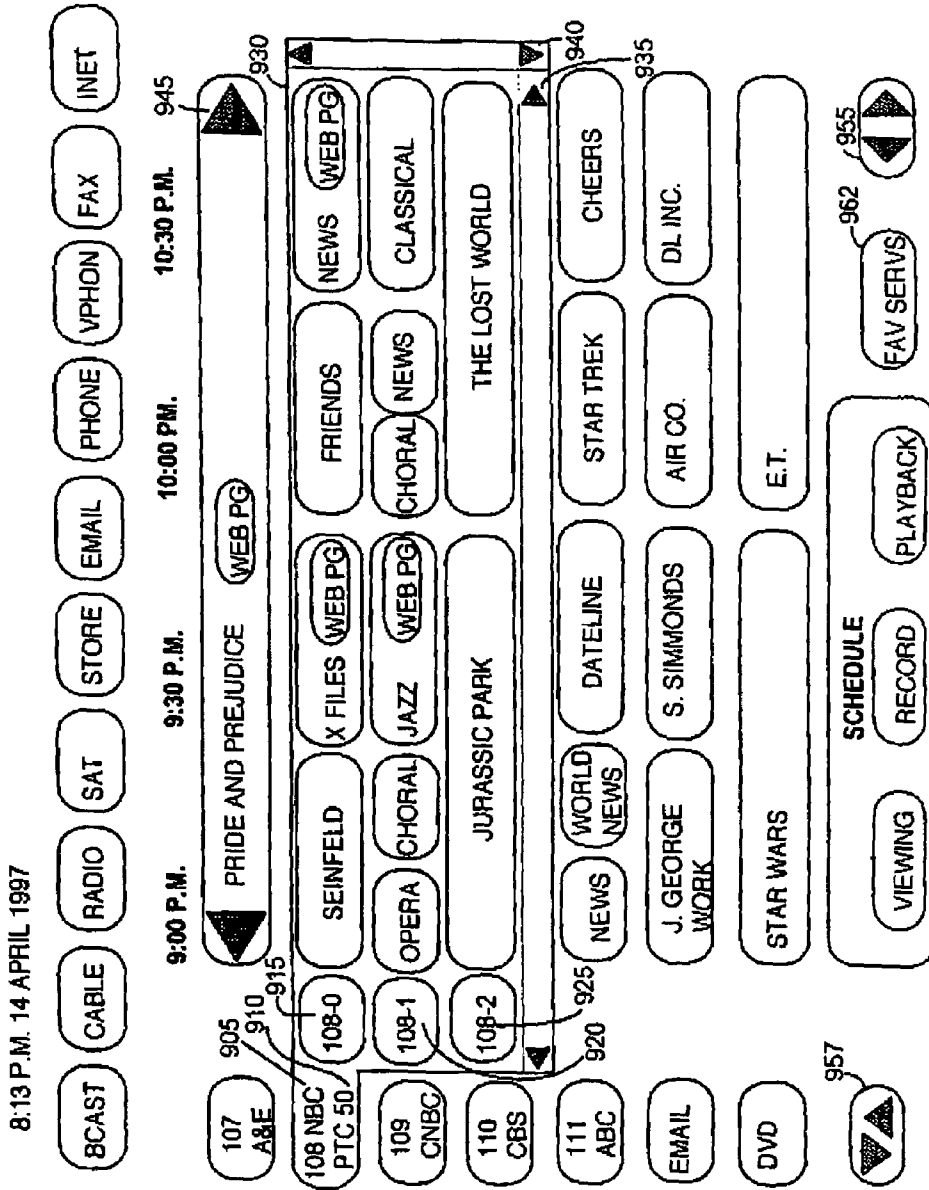 8:13 P.M. 14 APRIL 1997
BCAST CABLE RADIO SAT STORE EMAIL PHONE VPHON FAX INET
9:00 P.M. 9:30 P.M. 10:00 PM. 10:30 P.M.
945
107
A&E
PRIDE AND PREJUDICE WEB PG
905
910
915
930
108 NBC
PTC 50
108-0 SEINFELD X FILES WEB PG FRIENDS NEWS WEB PG
109
CNBC
108-1 OPERA CHORAL JAZZ WEB PG CHORAL NEWS CLASSICAL
110
CBS
108-2 JURASSIC PARK THE LOST WORLD
920
925
940
935
111
ABC
NEWS WORLD
NEWS
DATELINE STAR TREK CHEERS
EMAIL J. GEORGE
WORK
S. SIMMONDS AIR CO. DL INC.
DVD STAR WARS E.T.
957
SCHEDULE
VIEWING RECORD PLAYBACK
962
FAV SERVS
955